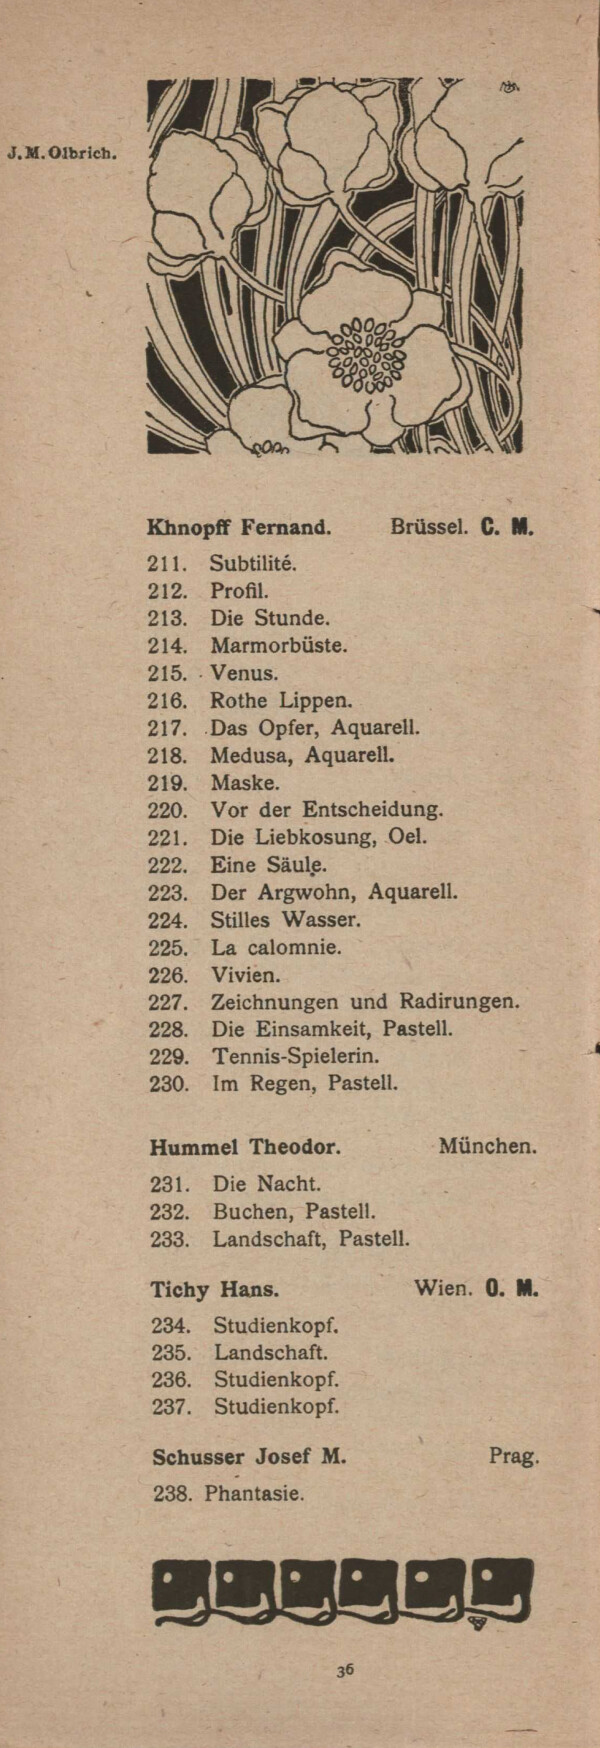 J. M. Olbrich.
Khnopff Fernand. Brüssel. C. M.
211. Subtilité.
212. Profil.
213. Die Stunde.
214. Marmorbüste.
215. Venus.
216. Rothe Lippen.
217. Das Opfer, Aquarell.
218. Medusa, Aquarell.
219. Maske.
220. Vor der Entscheidung.
221. Die Liebkosung, Oel.
222. Eine Säule.
223. Der Argwohn, Aquarell.
224. Stilles Wasser.
225. La calomnie.
226. Vivien.
227. Zeichnungen und Radirungen.
228. Die Einsamkeit, Pastell.
229. Tennis-Spielerin.
230. Im Regen, Pastell.
Hummel Theodor. München.
231. Die Nacht.
232. Buchen, Pastell.
233. Landschaft, Pastell.
Tichy Hans. Wien. O. M.
234. Studienkopf.
235. Landschaft.
236. Studienkopf.
237. Studienkopf.
Schusser Josef M. Prag.
238. Phantasie.
36